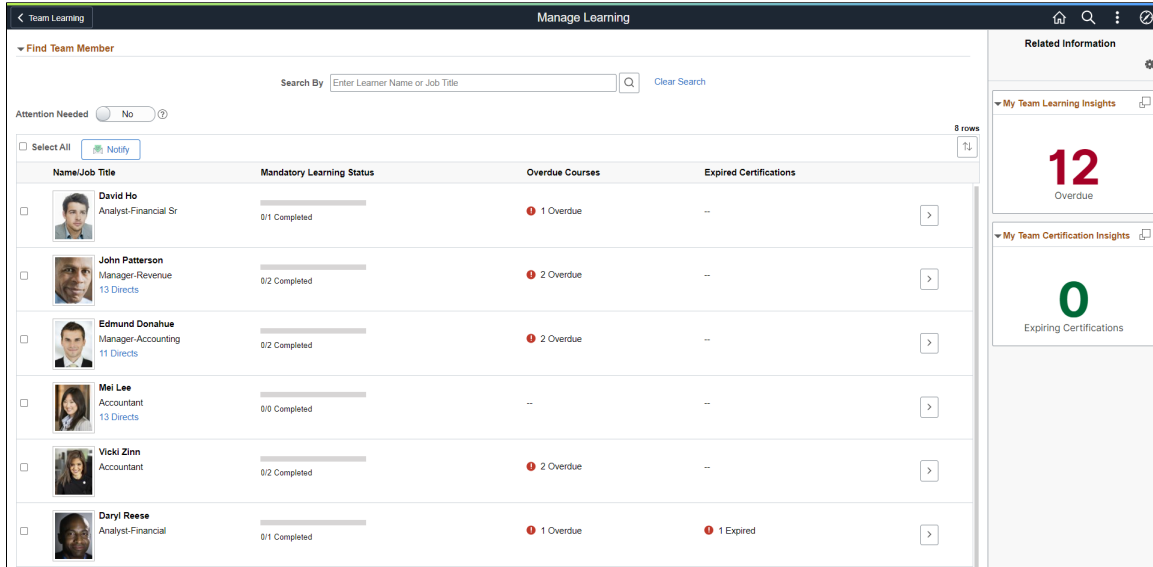 Team Learning
Manage Learning
Find Team Member
Search By Enter Learner Name or Job Title Clear Search
Attention Needed No
8 rows
Select All Notify
Name/Job Title Mandatory Learning Status Overdue Courses Expired Certifications
David Ho
Analyst-Financial Sr
0/1 Completed
1 Overdue
--
John Patterson
Manager-Revenue
13 Directs
0/2 Completed
2 Overdue
--
Edmund Donahue
Manager-Accounting
11 Directs
0/2 Completed
2 Overdue
--
Mei Lee
Accountant
13 Directs
0/0 Completed
--
--
Vicki Zinn
Accountant
0/2 Completed
2 Overdue
--
Daryl Reese
Analyst-Financial
0/1 Completed
1 Overdue
1 Expired
Related Information
My Team Learning Insights
12
Overdue
My Team Certification Insights
0
Expiring Certifications